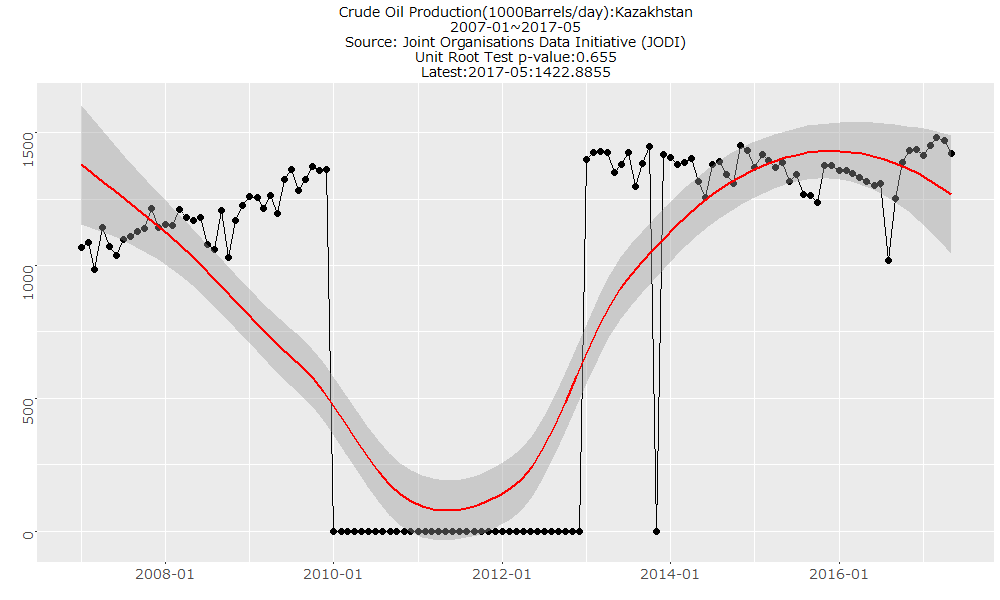 Crude Oil Production(1000Barrels/day):Kazakhstan
2007-01~2017-05
Source: Joint Organisations Data Initiative (JODI)
Unit Root Test p-value:0.655
Latest:2017-05:1422.8855
1500
1000
500
0
2008-01 2010-01 2012-01 2014-01 2016-01